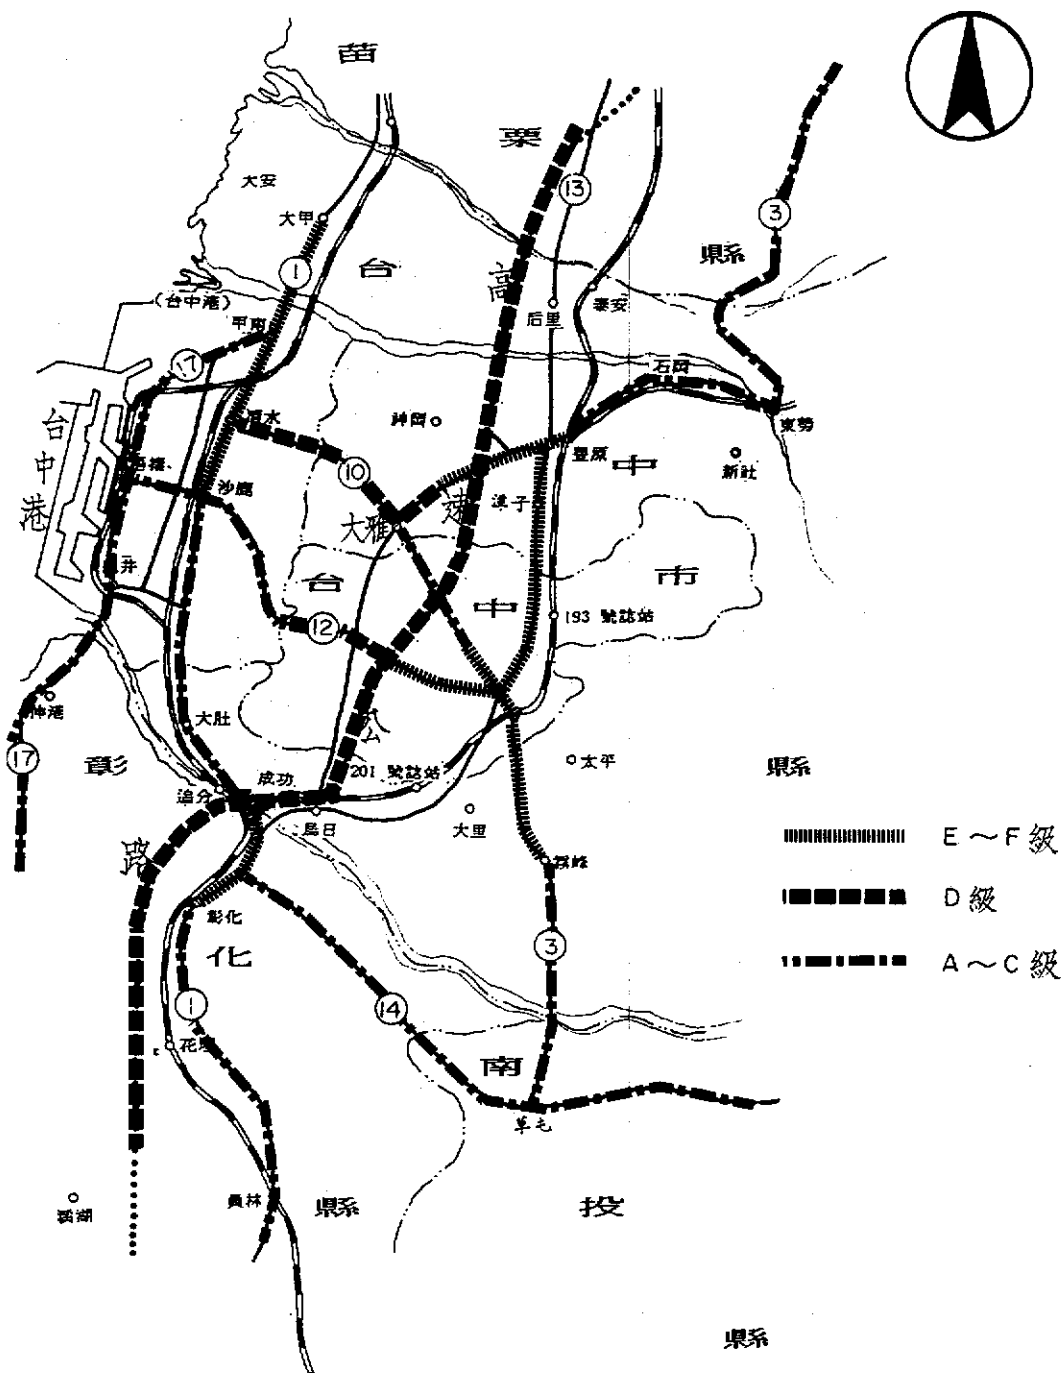 苗
栗
13
3
大安
大甲
1
台
高
縣
泰安
(台中港)
后里
甲南
17
石岡
台中港
清水
神岡
豐原
東勢
中
新社
10
沙鹿
潭子
速
大雅
台
中
市
193 號誌站
12
大肚
公
17
彰
太平
縣
成功
201 號誌站
追分
烏日
大里
路
霧峰
E～F 級
D 級
A～C 級
彰化
化
3
1
14
花壇
南
草屯
員林
縣
投
溪湖
縣